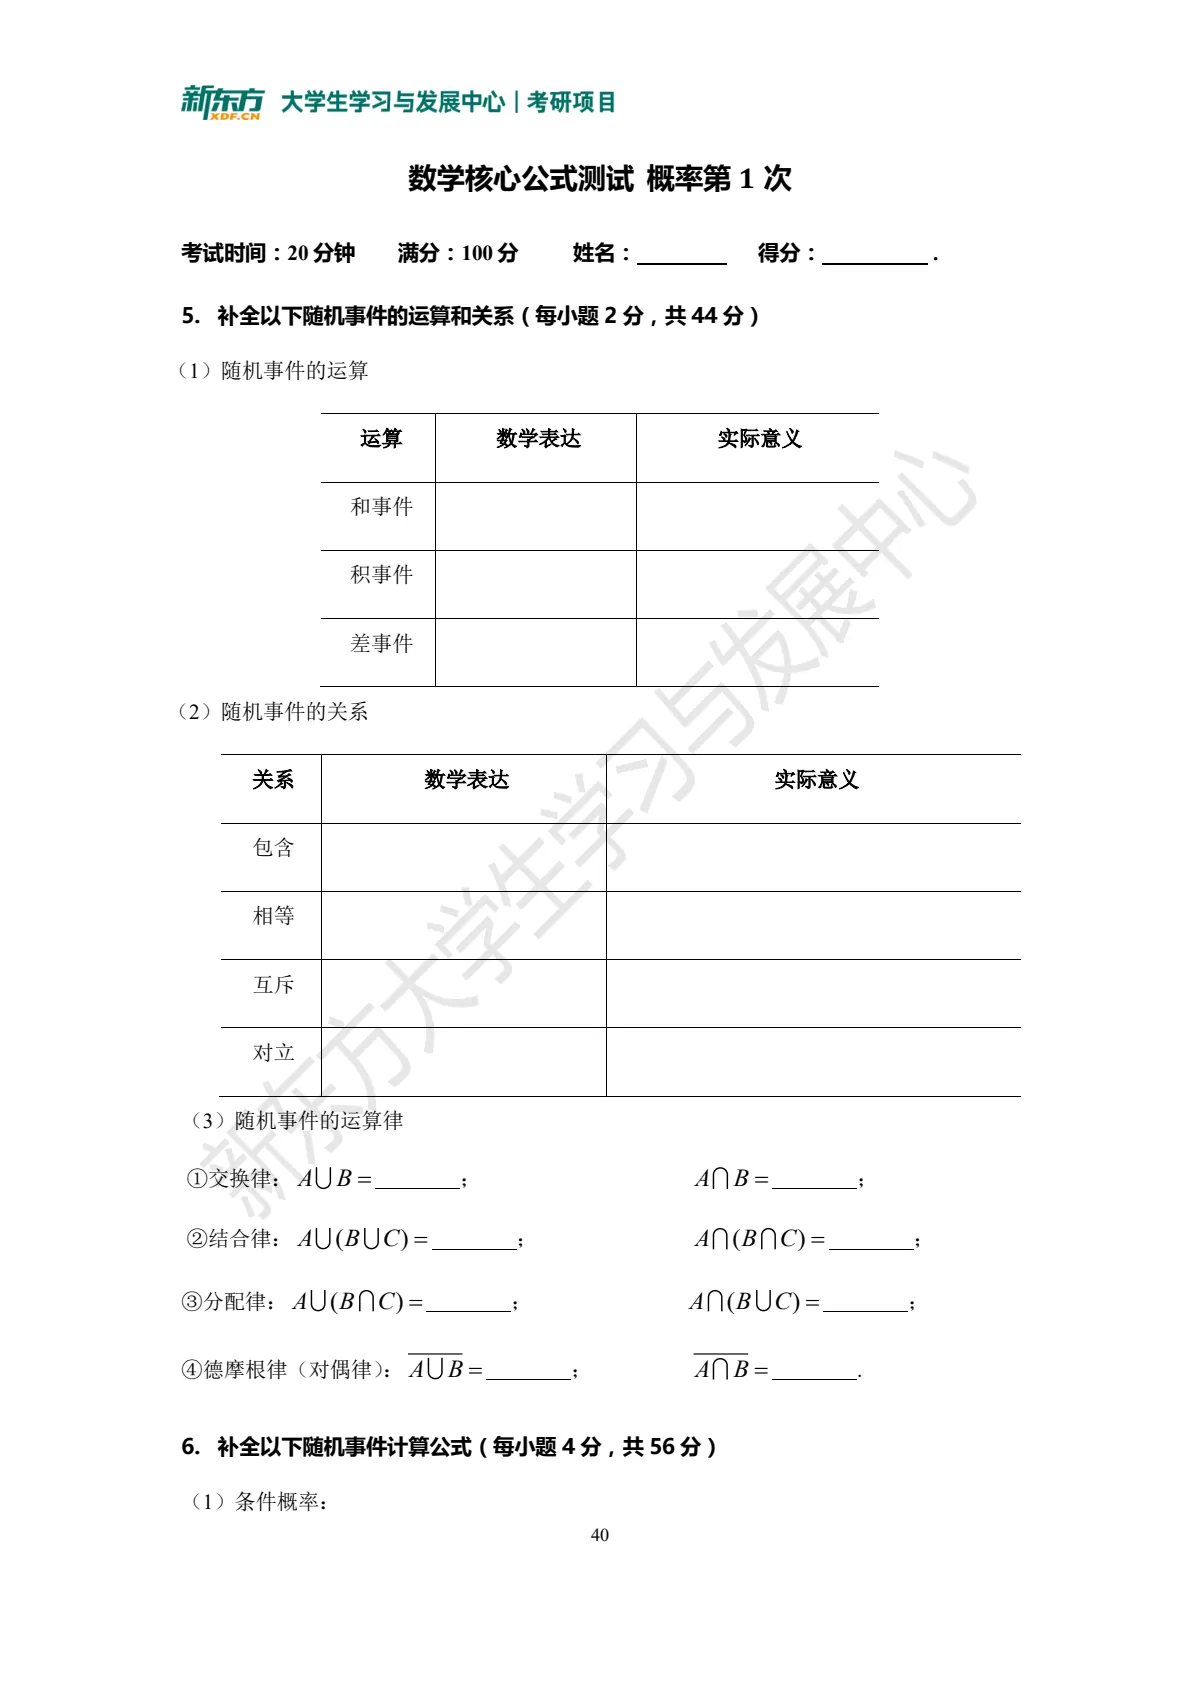 新东方 XDF.CN 大学生学习与发展中心 | 考研项目
数学核心公式测试 概率第 1 次
考试时间：20 分钟 满分：100 分 姓名：________ 得分：__________ .
5. 补全以下随机事件的运算和关系（每小题 2 分，共 44 分）
（1）随机事件的运算
运算 数学表达 实际意义
和事件
积事件
差事件
（2）随机事件的关系
关系 数学表达 实际意义
包含
相等
互斥
对立
（3）随机事件的运算律
①交换律： A⋃B=________； A⋂B=________；
②结合律： A⋃(B⋃C)=________； A⋂(B⋂C)=________；
③分配律： A⋃(B⋂C)=________； A⋂(B⋃C)=________；
④德摩根律（对偶律）： \overline{A⋃B}=________； \overline{A⋂B}=________.
6. 补全以下随机事件计算公式（每小题 4 分，共 56 分）
（1）条件概率：
40
新东方大学生学习与发展中心